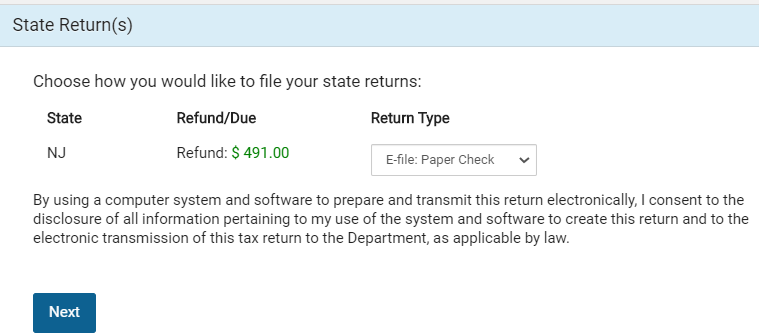 State Return(s)
Choose how you would like to file your state returns:
State Refund/Due Return Type
NJ Refund: $ 491.00 E-file: Paper Check
By using a computer system and software to prepare and transmit this return electronically, I consent to the
disclosure of all information pertaining to my use of the system and software to create this return and to the
electronic transmission of this tax return to the Department, as applicable by law.
Next